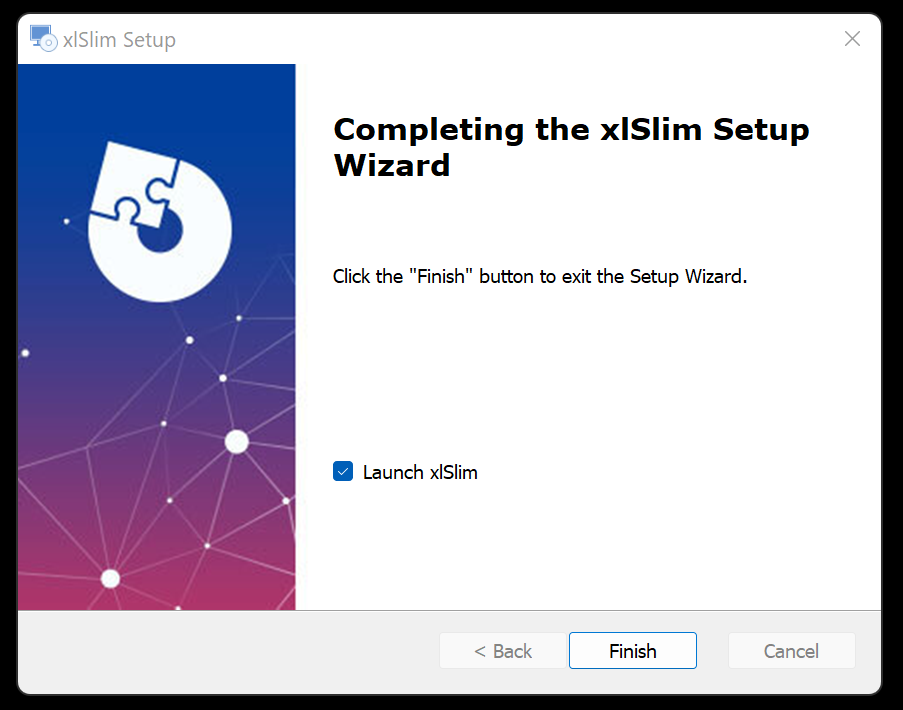 xlSlim Setup
Completing the xlSlim Setup
Wizard
Click the "Finish" button to exit the Setup Wizard.
Launch xlSlim
< Back
Finish
Cancel